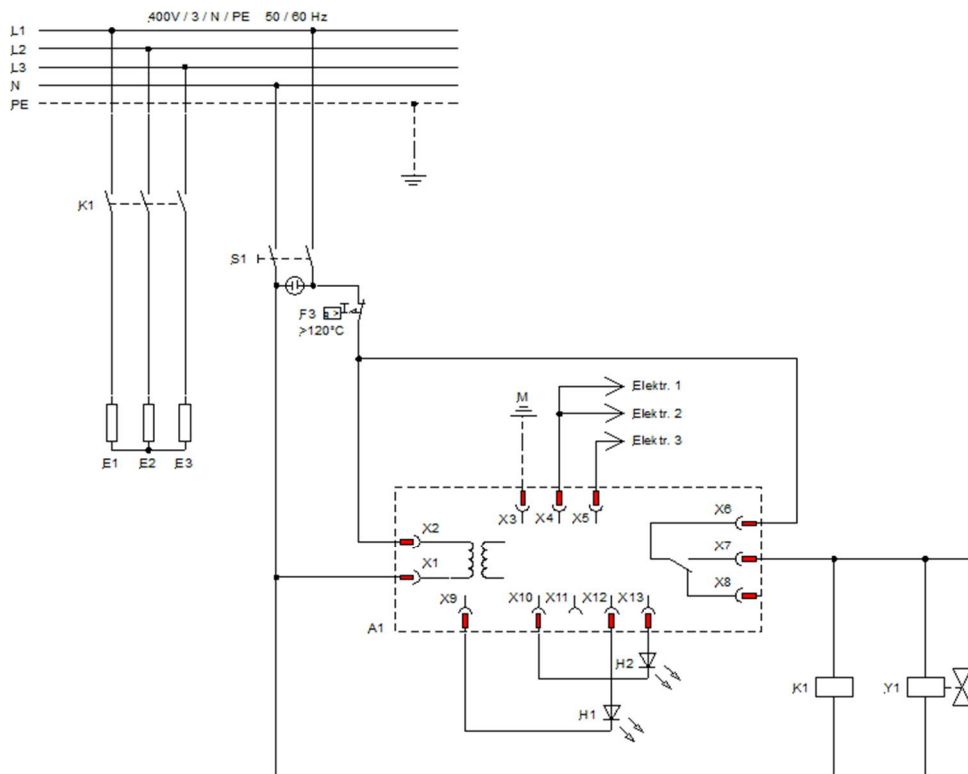 400V / 3 / N / PE 50 / 60 Hz
L1
L2
L3
N
PE
K1
S1
F3
>120°C
Elektr. 1
M
Elektr. 2
Elektr. 3
E1 E2 E3
X3 X4 X5
X6
X2
X7
X1
X8
X9 X10 X11 X12 X13
A1
H2
K1 Y1
H1